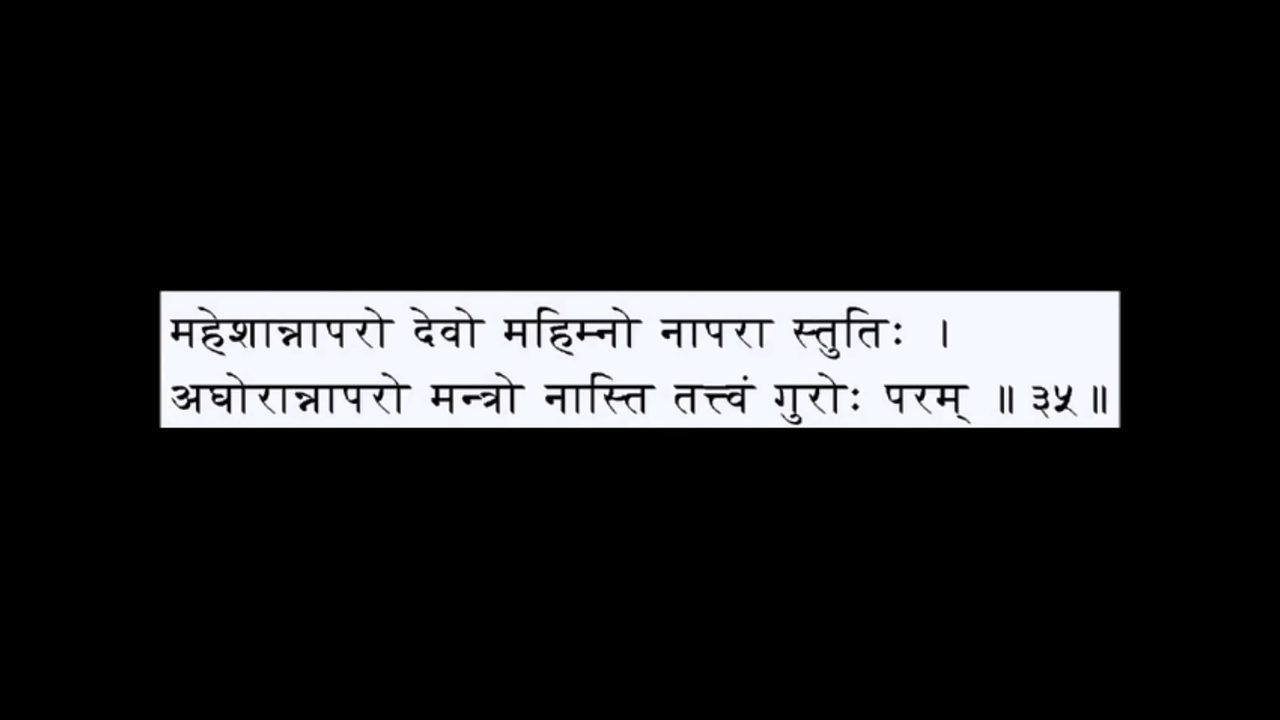 महेशान्नापरो देवो महिम्नो नापरा स्तुतिः ।
अघोरान्नापरो मन्त्रो नास्ति तत्त्वं गुरोः परम् ॥ ३५ ॥